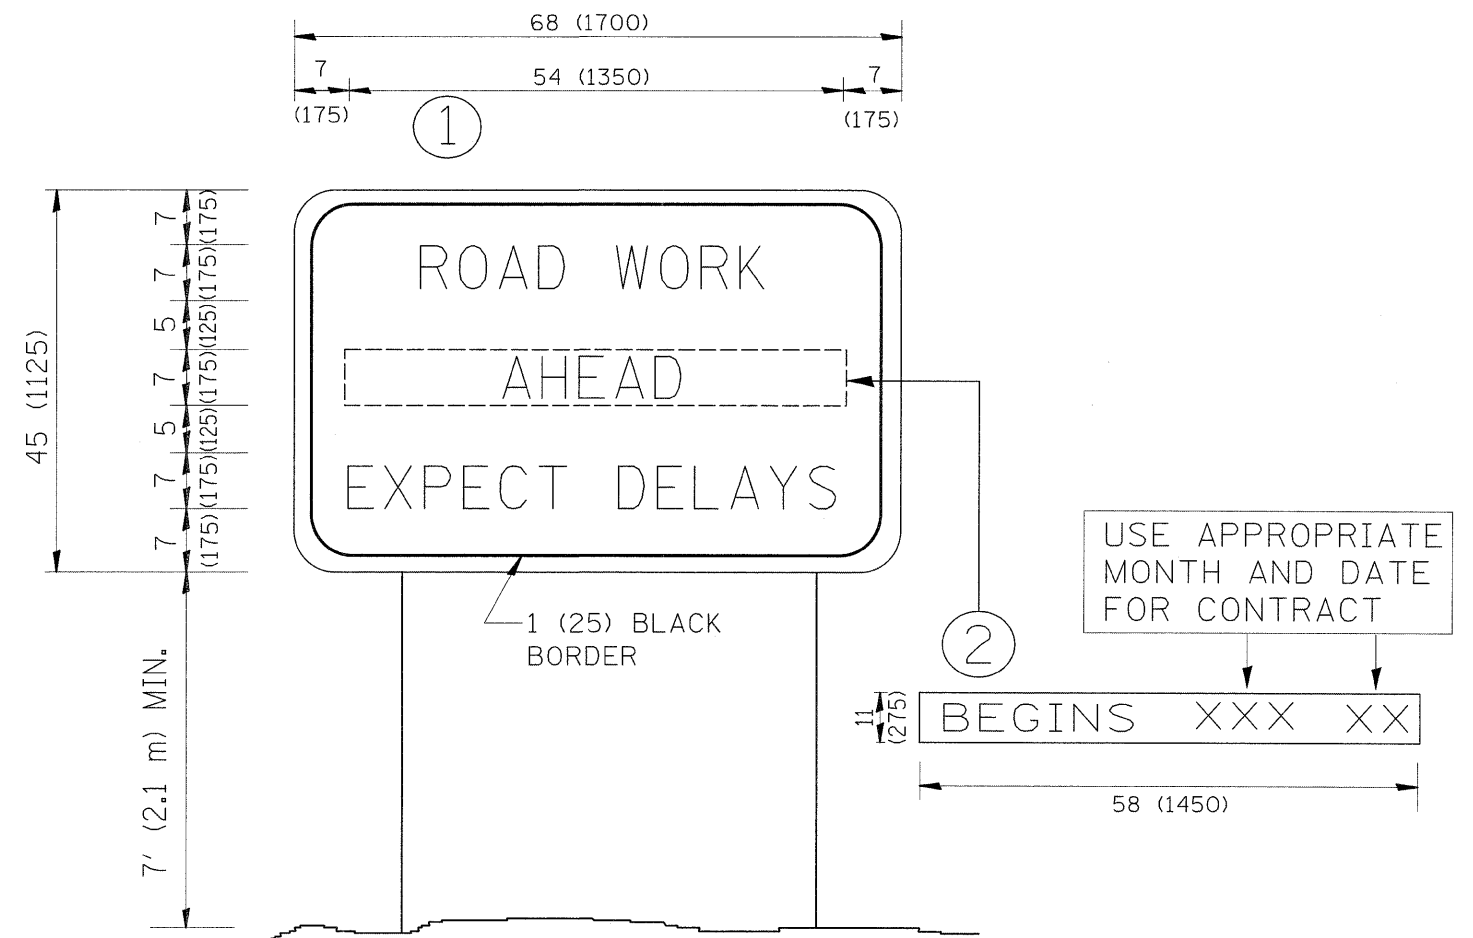 68 (1700)
7
54 (1350)
7
(175)
(175)
1
45 (1125)
7 (175)
7 (175)
5 (125)
7 (175)
5 (125)
7 (175)
7 (175)
ROAD WORK
AHEAD
EXPECT DELAYS
USE APPROPRIATE
MONTH AND DATE
FOR CONTRACT
1 (25) BLACK
BORDER
2
7' (2.1 m) MIN.
11
(275)
BEGINS XXX XX
58 (1450)